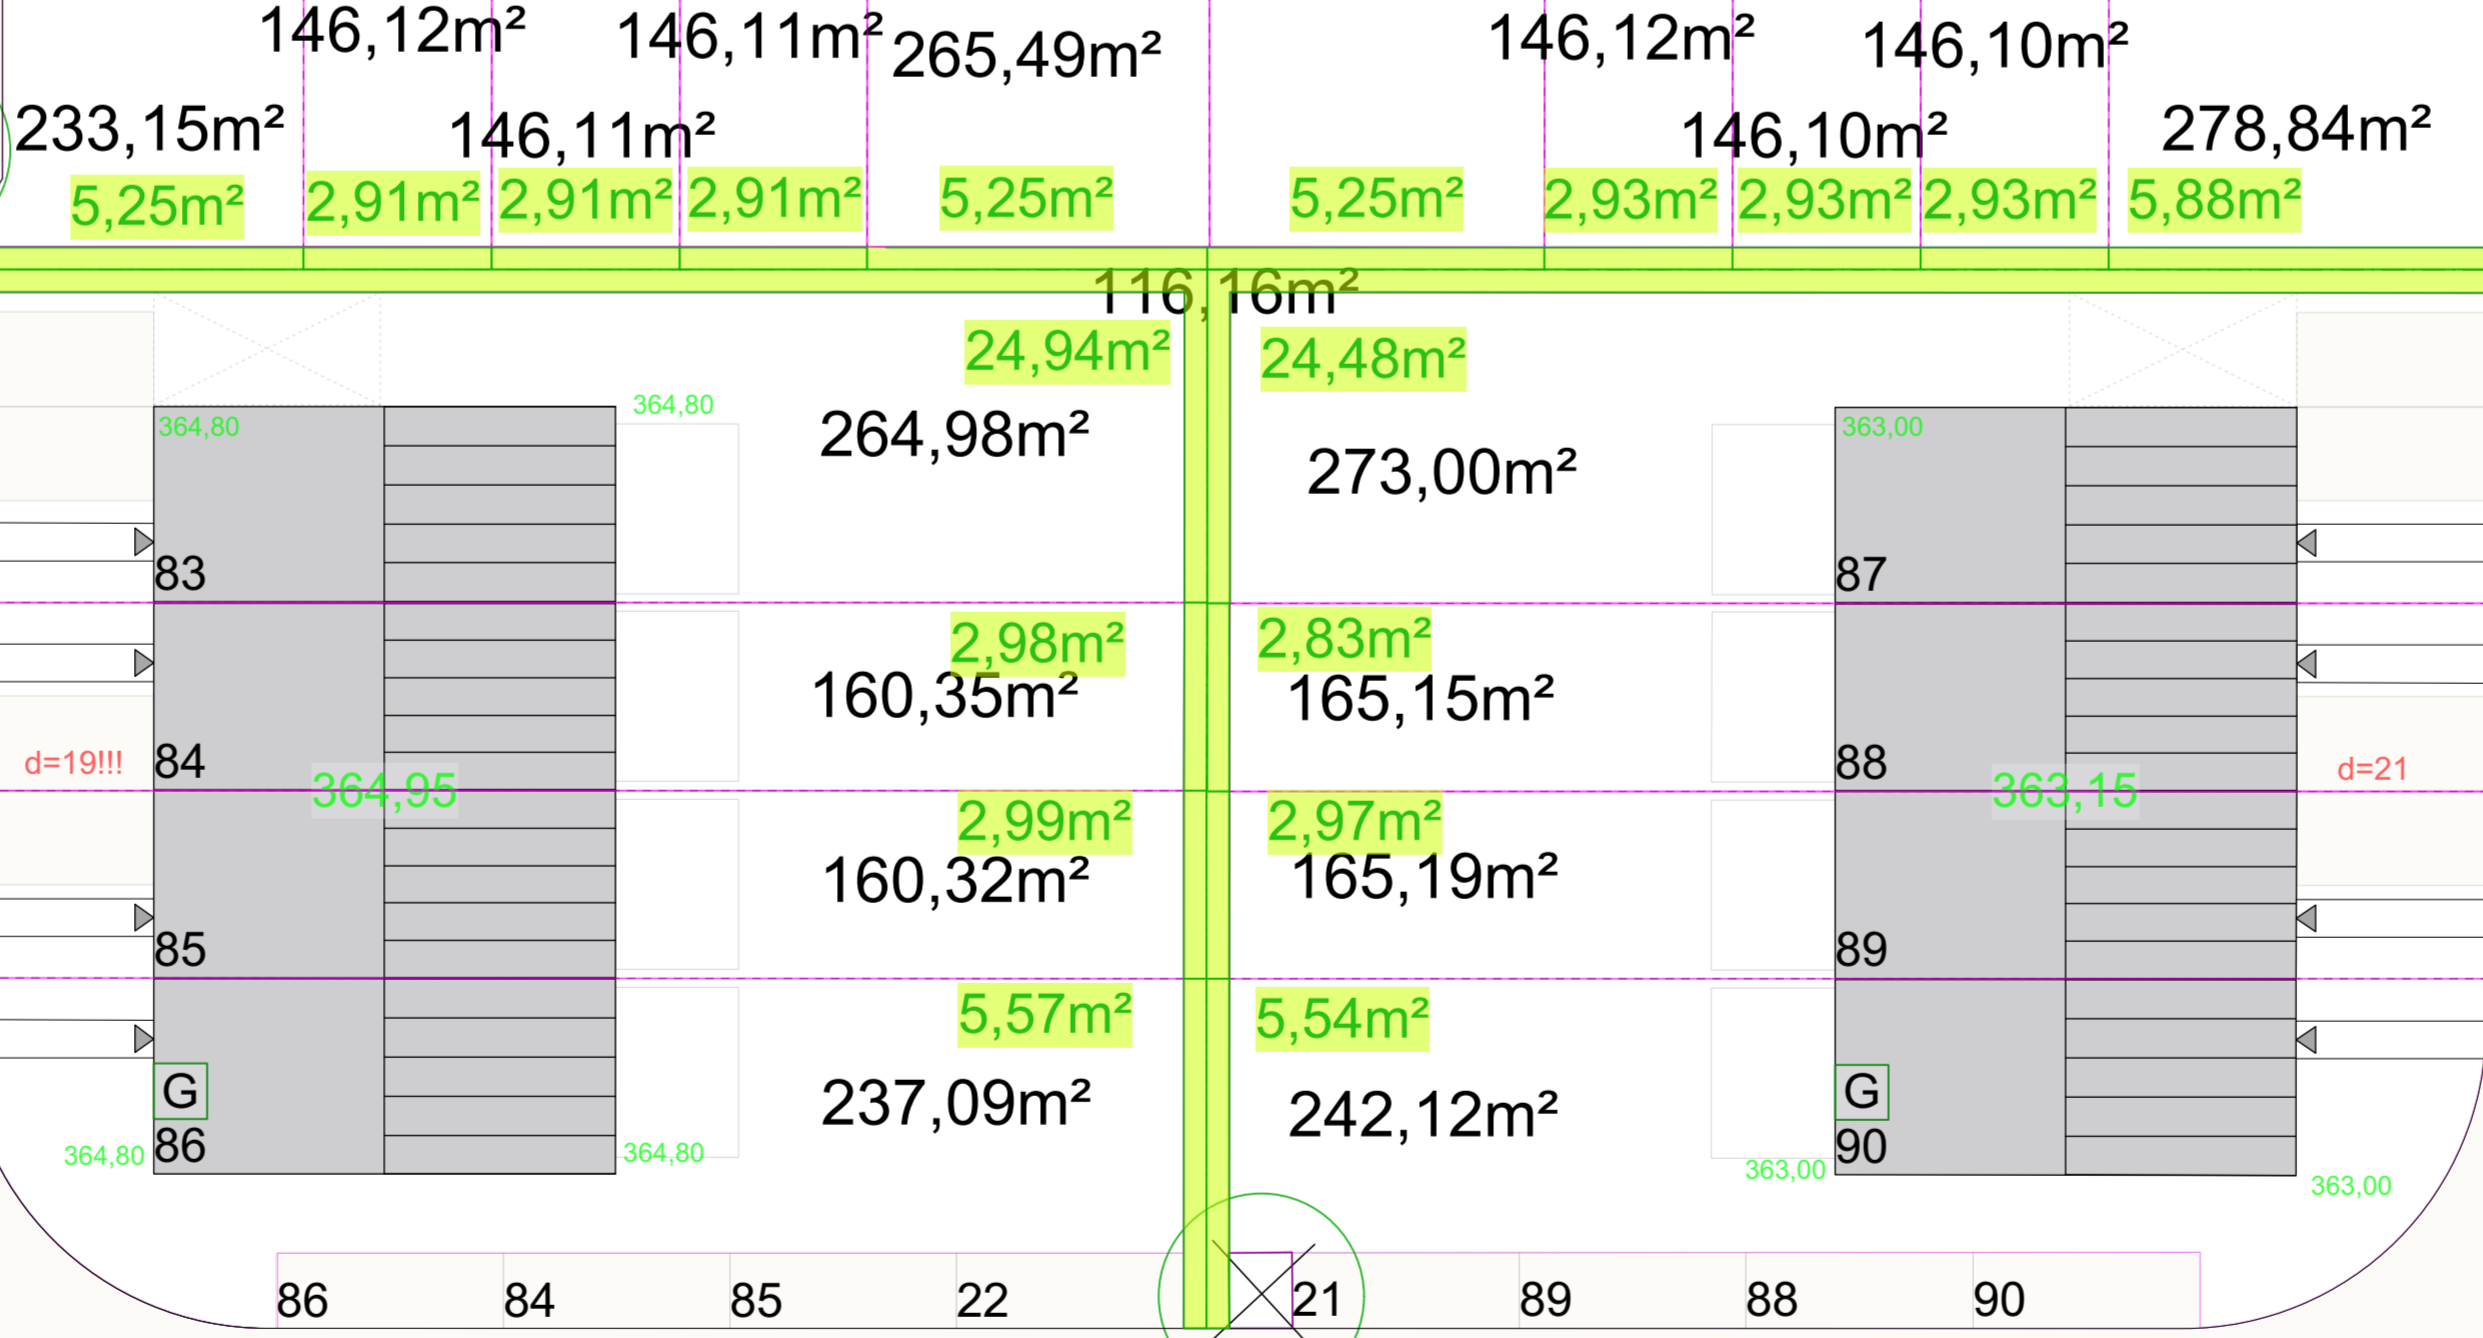 146,12m²
146,11m²
265,49m²
146,12m²
146,10m²
233,15m²
146,11m²
146,10m²
278,84m²
5,25m²
2,91m²
2,91m²
2,91m²
5,25m²
5,25m²
2,93m²
2,93m²
2,93m²
5,88m²
116,16m²
24,94m²
24,48m²
364,80
364,80
264,98m²
273,00m²
363,00
83
87
2,98m²
2,83m²
160,35m²
165,15m²
d=19!!!
84
364,95
88
363,15
d=21
2,99m²
2,97m²
160,32m²
165,19m²
85
89
5,57m²
5,54m²
237,09m²
242,12m²
G
G
364,80
86
364,80
363,00
90
363,00
86
84
85
22
21
89
88
90